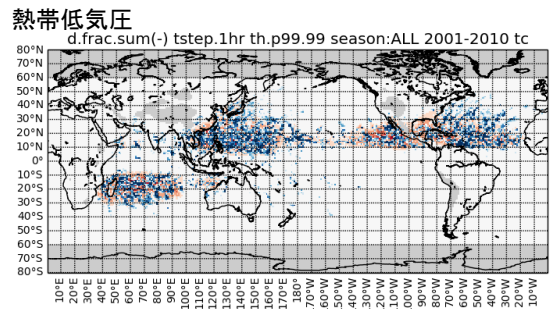 熱帯低気圧
d.frac.sum(-) tstep.1hr th.p99.99 season:ALL 2001-2010 tc
80°N
70°N
60°N
50°N
40°N
30°N
20°N
10°N
0°
10°S
20°S
30°S
40°S
50°S
60°S
70°S
80°S
10°E 20°E 30°E 40°E 50°E 60°E 70°E 80°E 90°E 100°E 110°E 120°E 130°E 140°E 150°E 160°E 170°E 180° 170°W 160°W 150°W 140°W 130°W 120°W 110°W 100°W 90°W 80°W 70°W 60°W 50°W 40°W 30°W 20°W 10°W